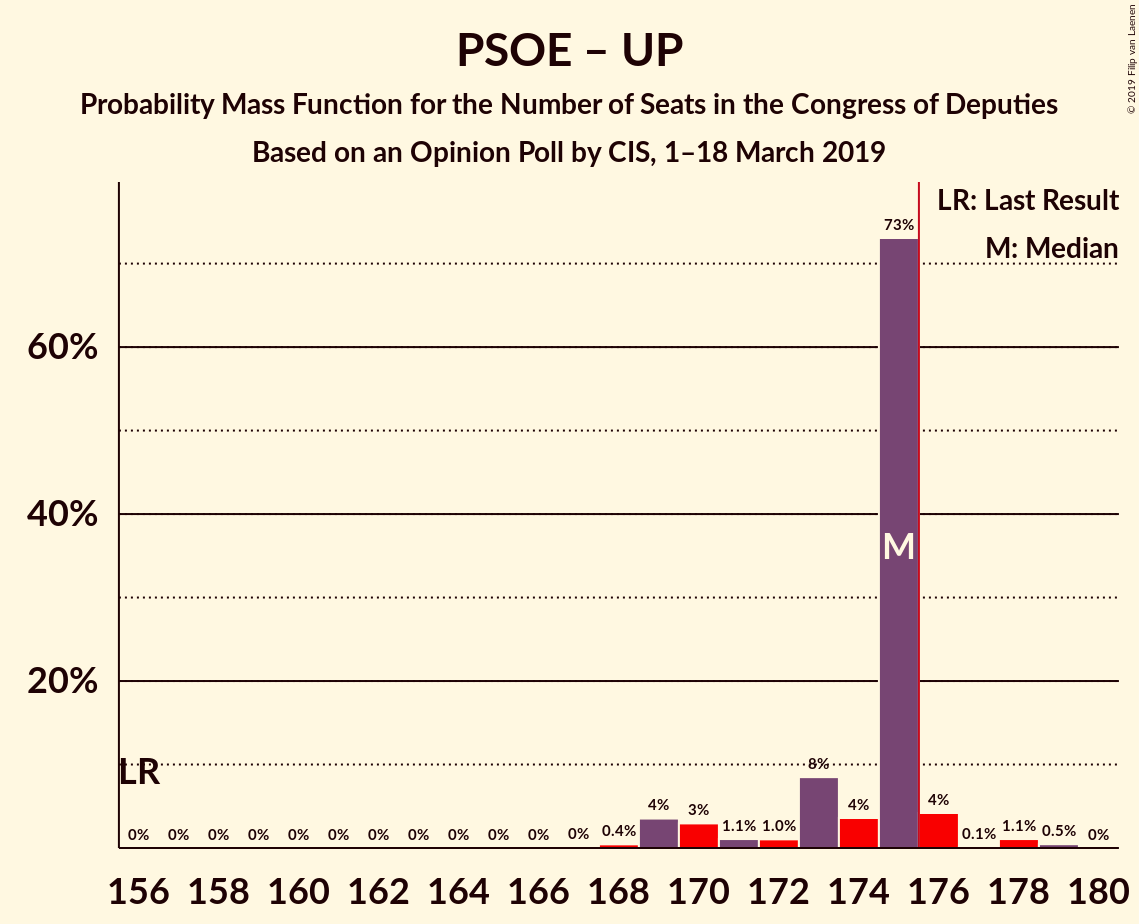 PSOE – UP
Probability Mass Function for the Number of Seats in the Congress of Deputies
Based on an Opinion Poll by CIS, 1–18 March 2019
© 2019 Filip van Laenen
LR: Last Result
M: Median
73%
60%
40%
M
20%
LR
0% 0% 0% 0% 0% 0% 0% 0% 0% 0% 0% 0% 0.4% 4% 3% 1.1% 1.0% 8% 4% 4% 0.1% 1.1% 0.5% 0%
156 158 160 162 164 166 168 170 172 174 176 178 180